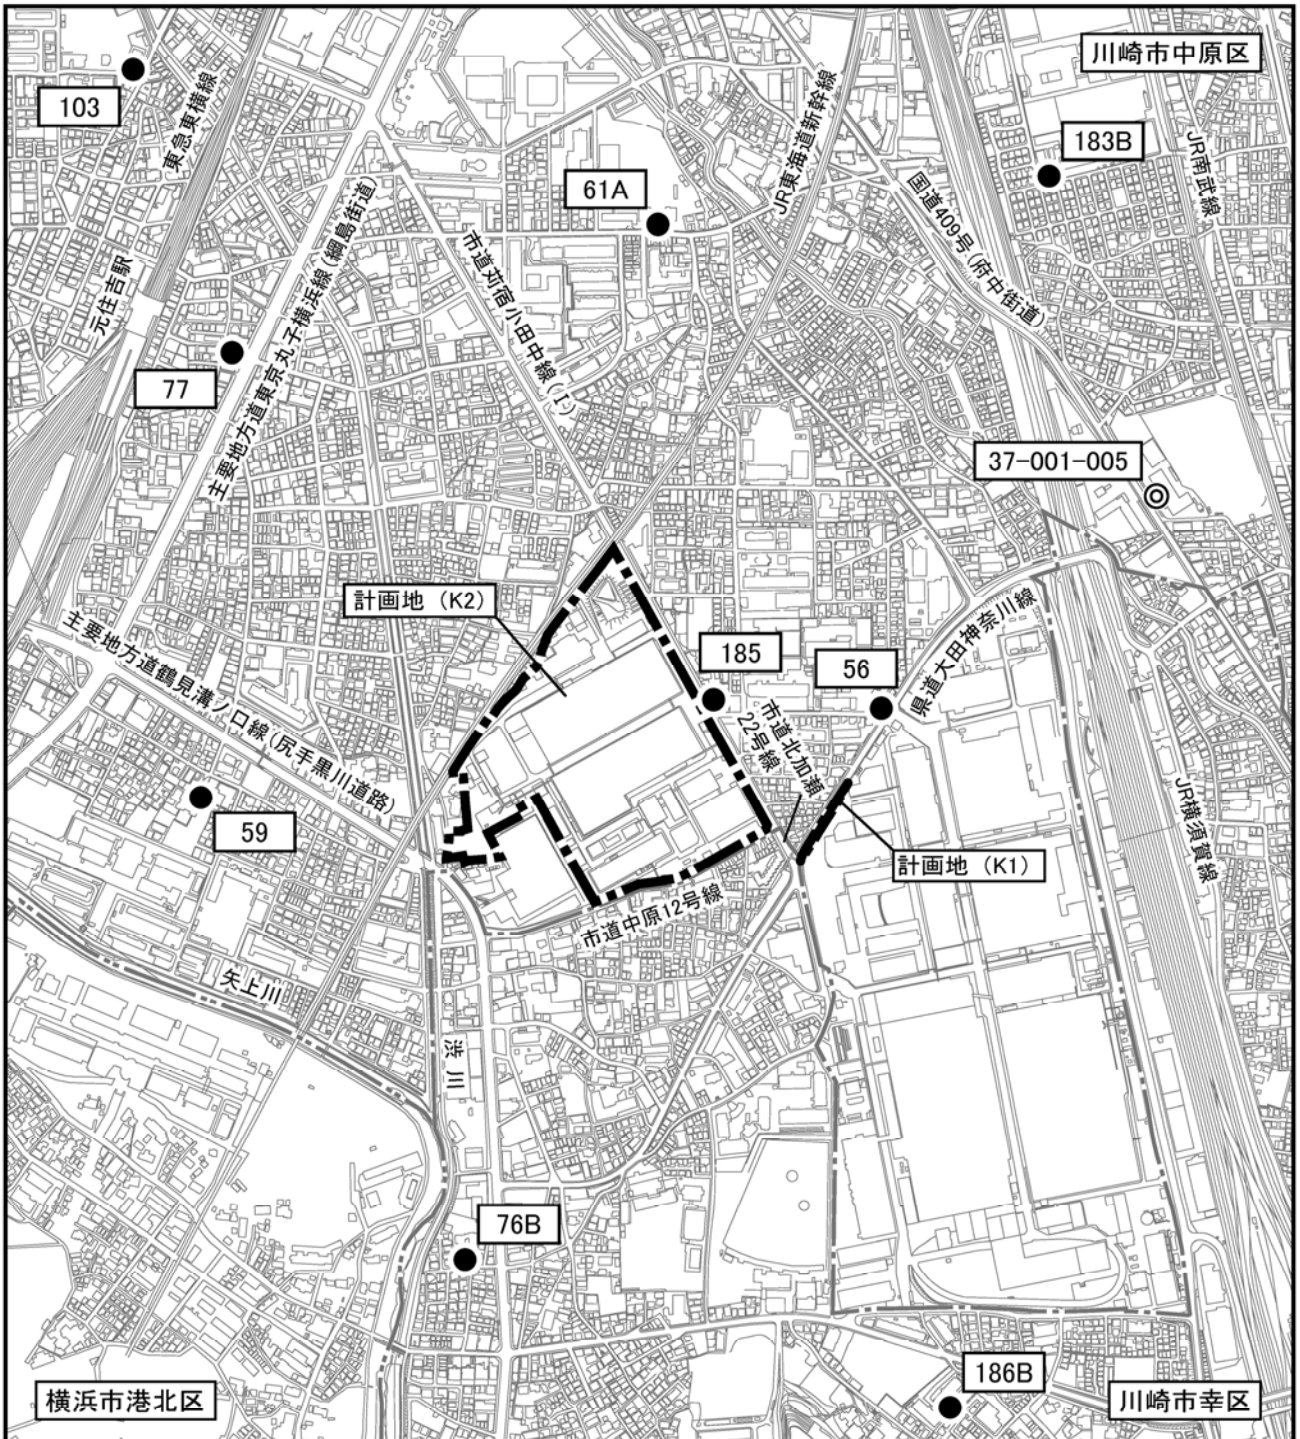 川崎市中原区
103
東急東横線
183B
JR南武線
61A
JR東海道新幹線
国道409号(府中街道)
主要地方道東京丸子横浜線(綱島街道)
市道苅宿小田中線(Ⅰ)
元住吉駅
77
37-001-005
計画地（K2）
主要地方道鶴見溝ノ口線(尻手黒川道路)
185
56
県道大田神奈川線
市道北加瀬
22号線
59
JR横須賀線
計画地（K1）
市道中原12号線
矢上川
渋川
76B
186B
横浜市港北区
川崎市幸区